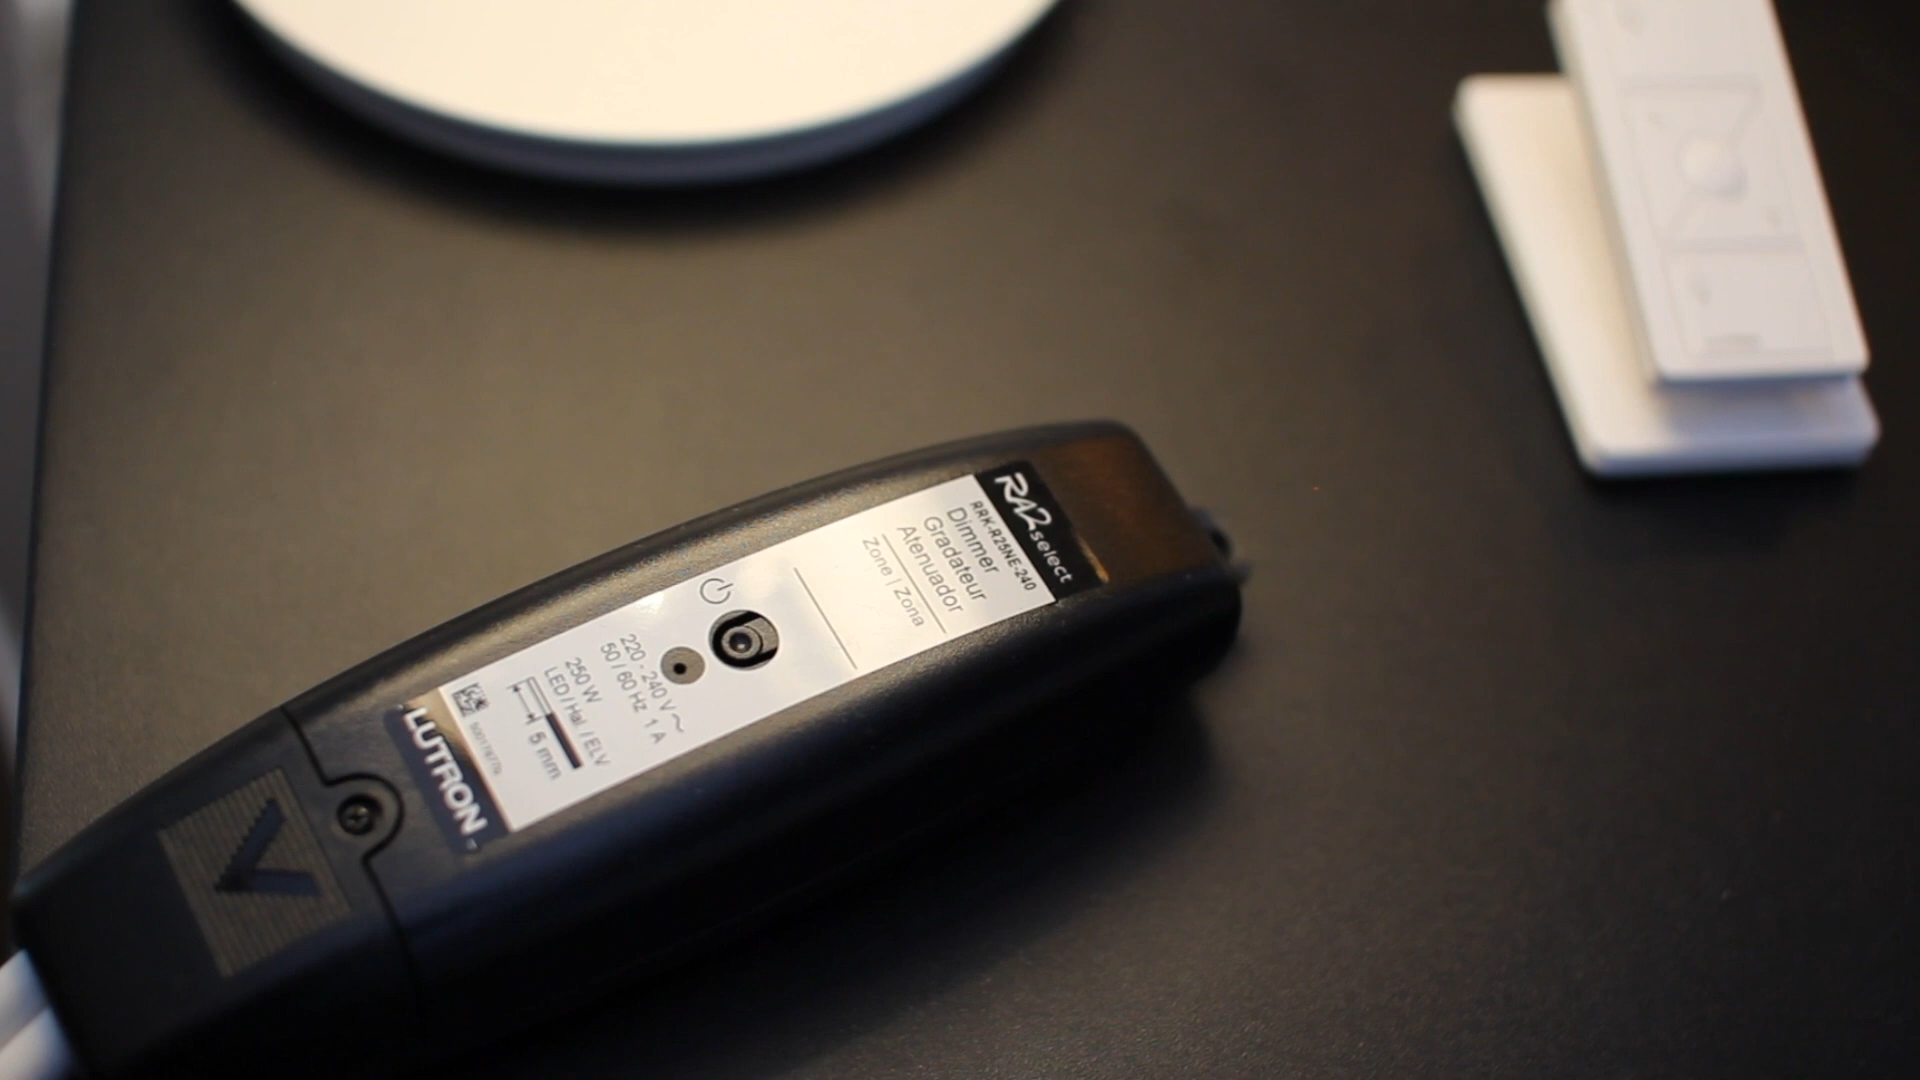 RA2 select
RRK-R25NE-240
Dimmer
Gradateur
Atenuador
Zone | Zona
220 - 240 V ~
50 / 60 Hz 1 A
250 W
LED / Hal. / ELV
5 mm
LUTRON